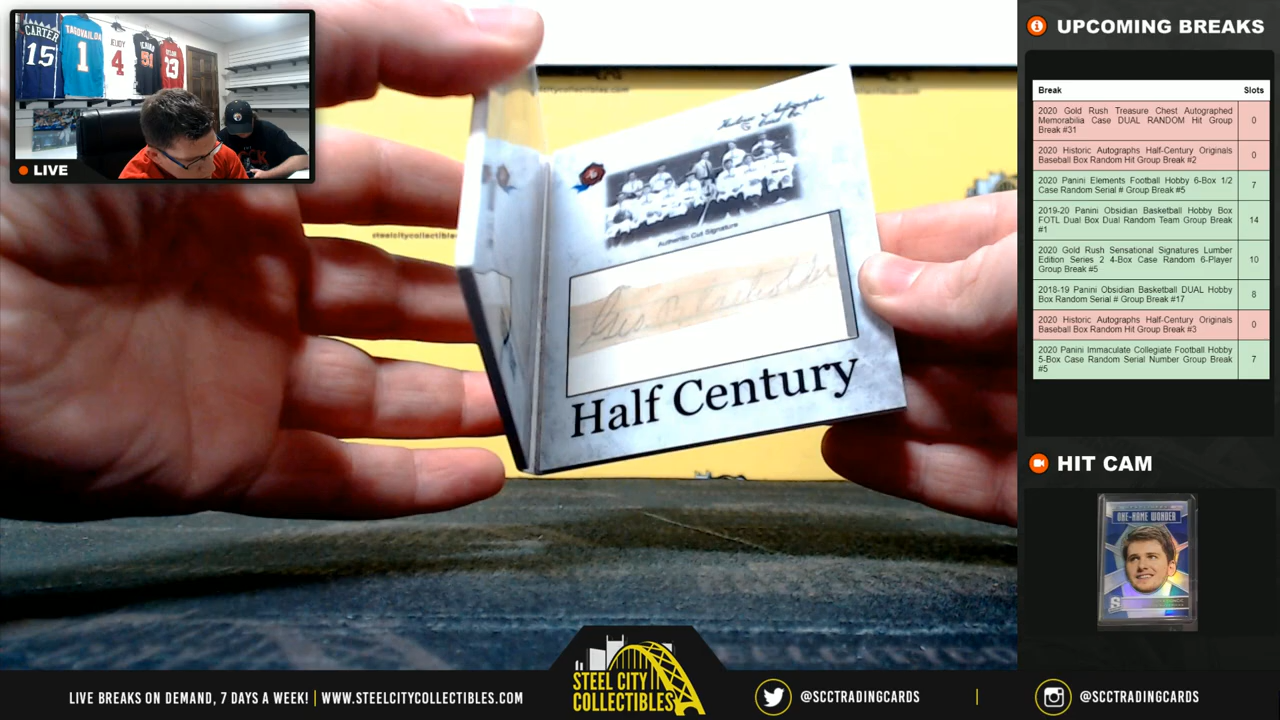 CARTER
15
TAGOVAILOA
1
JEUDY
4
23
LIVE
steelcitycollectibles.com
steelcitycollectible
Authentic Cut Signature
Half Century
UPCOMING BREAKS
Break Slots
2020 Gold Rush Treasure Chest Autographed
Memorabilia Case DUAL RANDOM Hit Group
Break #31
0
2020 Historic Autographs Half-Century Originals
Baseball Box Random Hit Group Break #2
0
2020 Panini Elements Football Hobby 6-Box 1/2
Case Random Serial # Group Break #5
7
2019-20 Panini Obsidian Basketball Hobby Box
FOTL Dual Box Dual Random Team Group Break
#1
14
2020 Gold Rush Sensational Signatures Lumber
Edition Series 2 4-Box Case Random 6-Player
Group Break #5
10
2018-19 Panini Obsidian Basketball DUAL Hobby
Box Random Serial # Group Break #17
8
2020 Historic Autographs Half-Century Originals
Baseball Box Random Hit Group Break #3
0
2020 Panini Immaculate Collegiate Football Hobby
5-Box Case Random Serial Number Group Break
#5
7
HIT CAM
ONE-NAME WONDER
LIVE BREAKS ON DEMAND, 7 DAYS A WEEK! | WWW.STEELCITYCOLLECTIBLES.COM
STEEL CITY
COLLECTIBLES
@SCCTRADINGCARDS
@SCCTRADINGCARDS